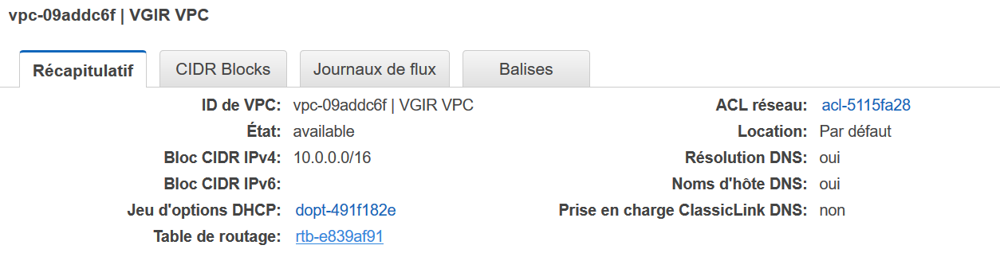 vpc-09addc6f | VGIR VPC
Récapitulatif CIDR Blocks Journaux de flux Balises
ID de VPC: vpc-09addc6f | VGIR VPC ACL réseau: acl-5115fa28
État: available Location: Par défaut
Bloc CIDR IPv4: 10.0.0.0/16 Résolution DNS: oui
Bloc CIDR IPv6: Noms d'hôte DNS: oui
Jeu d'options DHCP: dopt-491f182e Prise en charge ClassicLink DNS: non
Table de routage: rtb-e839af91